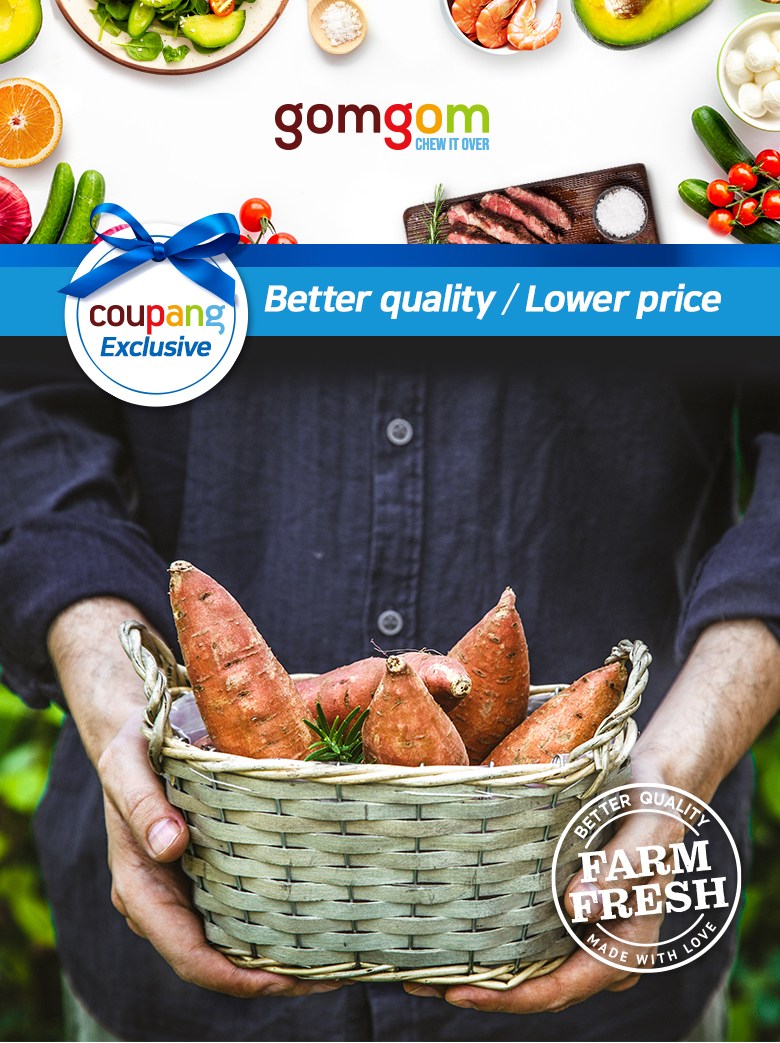 gomgom
CHEW IT OVER
coupang
Exclusive
Better quality / Lower price
BETTER QUALITY
FARM
FRESH
MADE WITH LOVE